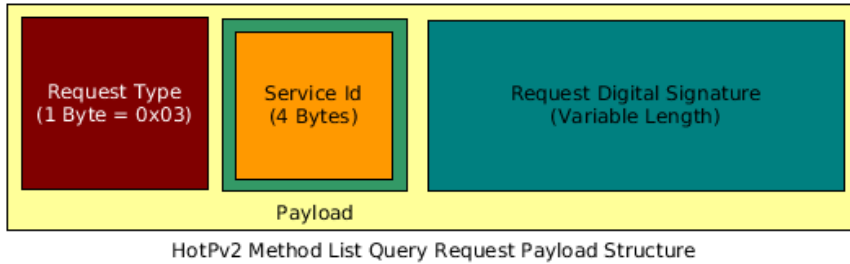 Request Type
(1 Byte = 0x03)
Service Id
(4 Bytes)
Request Digital Signature
(Variable Length)
Payload
HotPv2 Method List Query Request Payload Structure